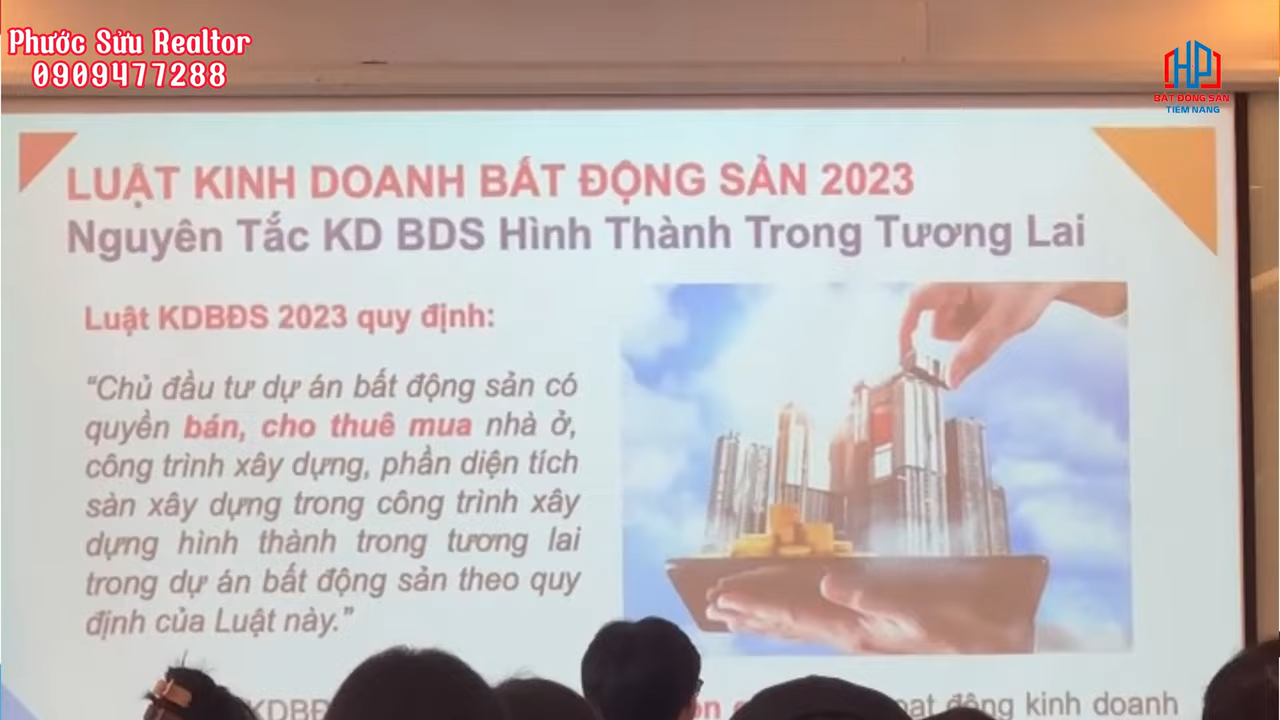 Phước Sửu Realtor
0909477288
HP
BẤT ĐỘNG SẢN
TIỀM NĂNG
LUẬT KINH DOANH BẤT ĐỘNG SẢN 2023
Nguyên Tắc KD BDS Hình Thành Trong Tương Lai
Luật KDBĐS 2023 quy định:
“Chủ đầu tư dự án bất động sản có
quyền bán, cho thuê mua nhà ở,
công trình xây dựng, phần diện tích
sàn xây dựng trong công trình xây
dựng hình thành trong tương lai
trong dự án bất động sản theo quy
định của Luật này.”
động kinh doanh